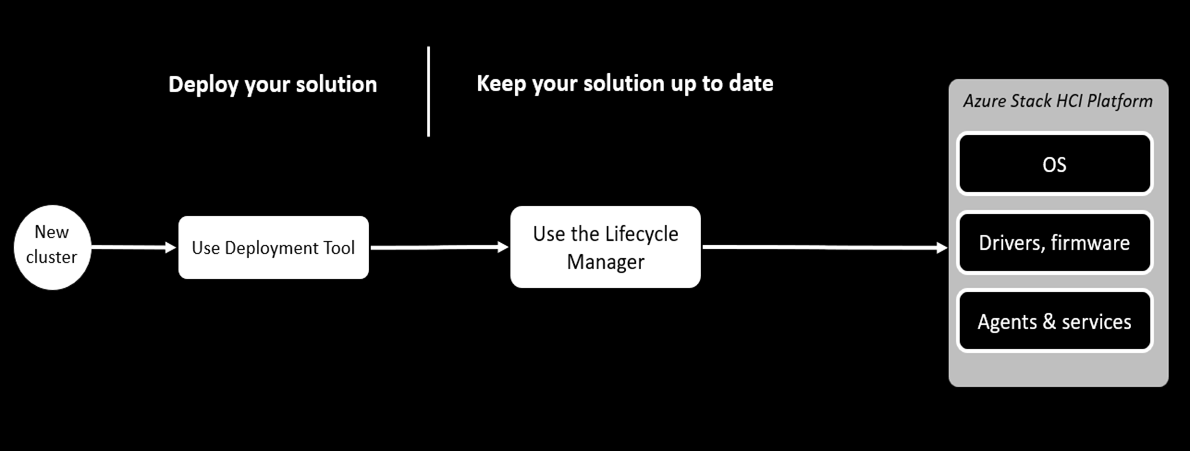 Deploy your solution
Keep your solution up to date
Azure Stack HCI Platform
OS
New
cluster
Use Deployment Tool
Use the Lifecycle
Manager
Drivers, firmware
Agents & services